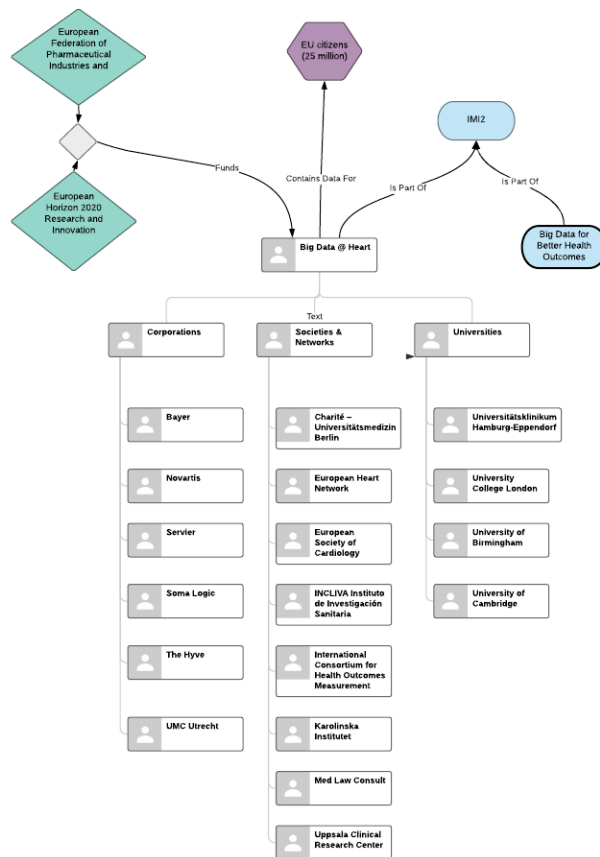 European
Federation of
Pharmaceutical
Industries and
EU citizens
(25 million)
IMI2
Funds
Contains Data For
Is Part Of
Is Part Of
European
Horizon 2020
Research and
Innovation
Big Data for
Better Health
Outcomes
Big Data @ Heart
Text
Corporations
Societies &
Networks
Universities
Bayer
Charité –
Universitätsmedizin
Berlin
Universitätsklinikum
Hamburg-Eppendorf
Novartis
European Heart
Network
University
College London
Servier
European
Society of
Cardiology
University of
Birmingham
Soma Logic
INCLIVA Instituto
de Investigación
Sanitaria
University of
Cambridge
The Hyve
International
Consortium for
Health Outcomes
Measurement
UMC Utrecht
Karolinska
Institutet
Med Law Consult
Uppsala Clinical
Research Center